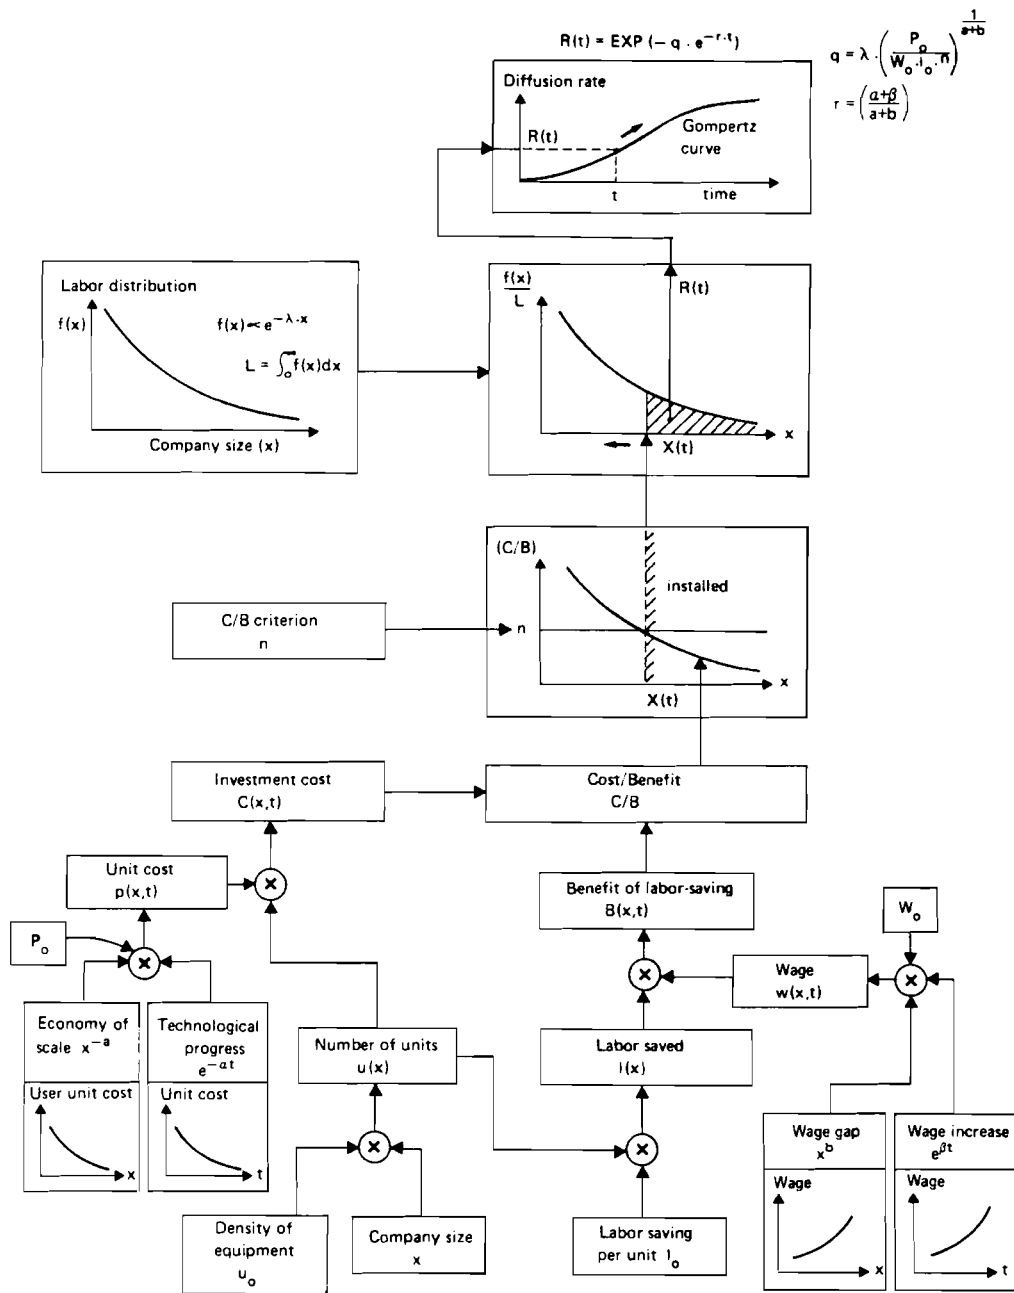 R(t) = EXP (− q · e^{−r·t})
q = λ · ( P_o / W_o · l_o · n )^{1/(a+b)}
r = ( α+β / a+b )
Diffusion rate
R(t)
Gompertz
curve
t
time
Labor distribution
f(x)
f(x) ∝ e^{−λ·x}
L = ∫_o^∞ f(x)dx
Company size (x)
f(x)
L
R(t)
x
X(t)
(C/B)
installed
n
x
X(t)
C/B criterion
n
Investment cost
C(x,t)
Cost/Benefit
C/B
Unit cost
p(x,t)
×
Benefit of labor-saving
B(x,t)
W_o
P_o
×
×
Wage
w(x,t)
×
Economy of
scale x^{−a}
Technological
progress
e^{−αt}
Number of units
u(x)
Labor saved
l(x)
User unit cost
x
Unit cost
t
×
×
Wage gap
x^b
Wage increase
e^{βt}
Wage
x
Wage
t
Density of
equipment
u_o
Company size
x
Labor saving
per unit l_o